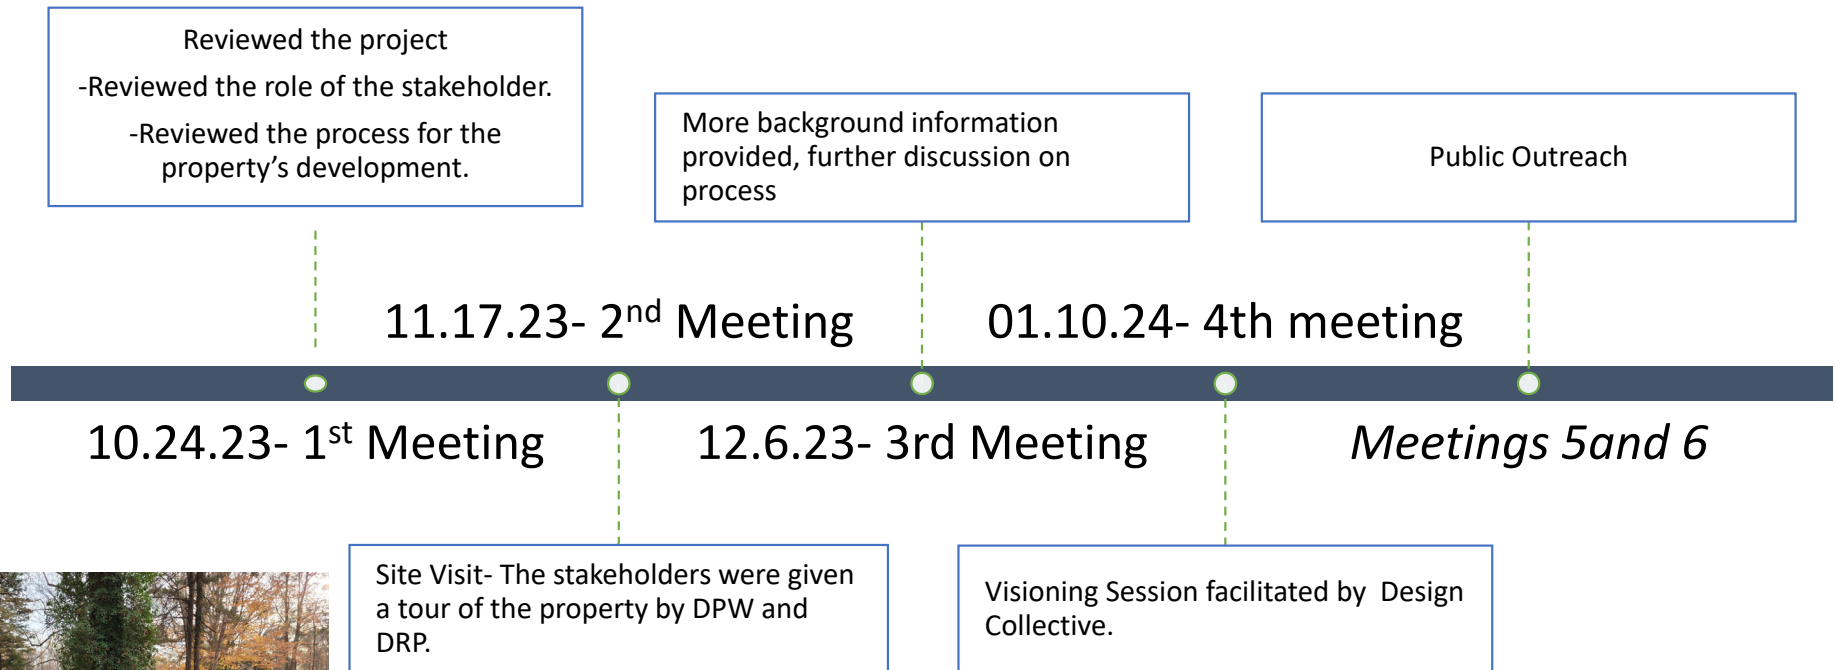 Reviewed the project
-Reviewed the role of the stakeholder.
-Reviewed the process for the
property’s development.
More background information
provided, further discussion on
process
Public Outreach
11.17.23- 2nd Meeting
01.10.24- 4th meeting
10.24.23- 1st Meeting
12.6.23- 3rd Meeting
Meetings 5and 6
Site Visit- The stakeholders were given
a tour of the property by DPW and
DRP.
Visioning Session facilitated by  Design
Collective.